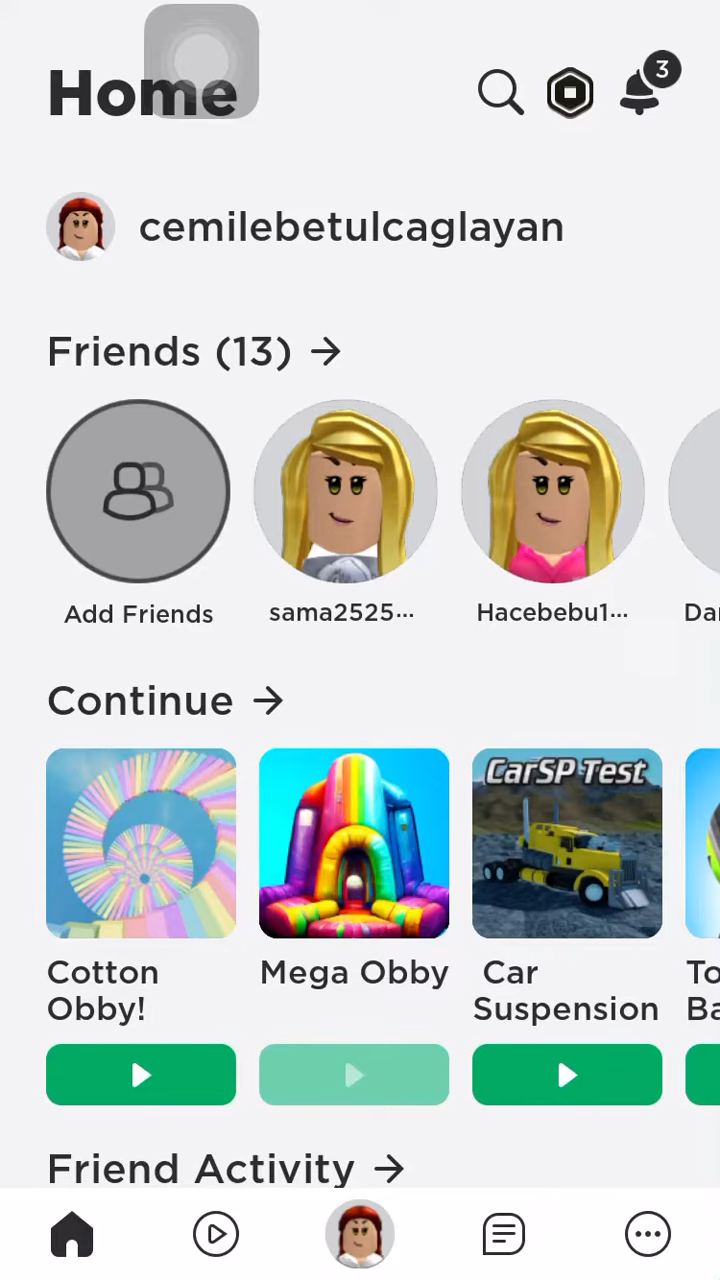 Home
3
cemilebetulcaglayan
Friends (13) →
Add Friends
sama2525...
Hacebebu1...
Continue →
CarSP Test
Cotton
Obby!
Mega Obby
Car
Suspension
Friend Activity →